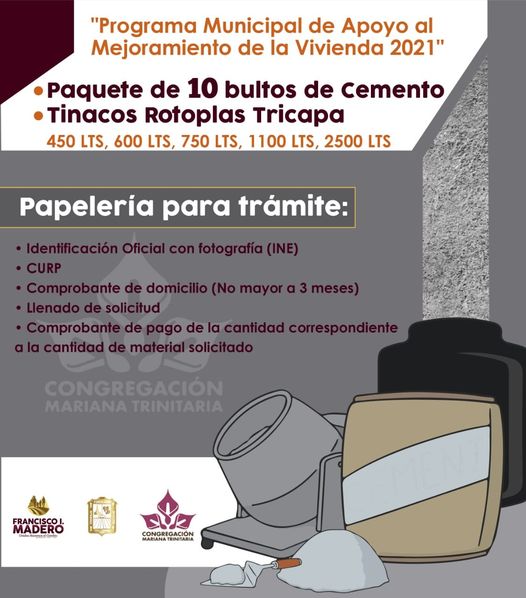 "Programa Municipal de Apoyo al
Mejoramiento de la Vivienda 2021"
• Paquete de 10 bultos de Cemento
• Tinacos Rotoplas Tricapa
450 LTS, 600 LTS, 750 LTS, 1100 LTS, 2500 LTS
Papelería para trámite:
• Identificación Oficial con fotografía (INE)
• CURP
• Comprobante de domicilio (No mayor a 3 meses)
• Llenado de solicitud
• Comprobante de pago de la cantidad correspondiente
a la cantidad de material solicitado
CONGREGACIÓN
MARIANA TRINITARIA
CEMENT
FRANCISCO I.
MADERO
CONGREGACIÓN
MARIANA TRINITARIA